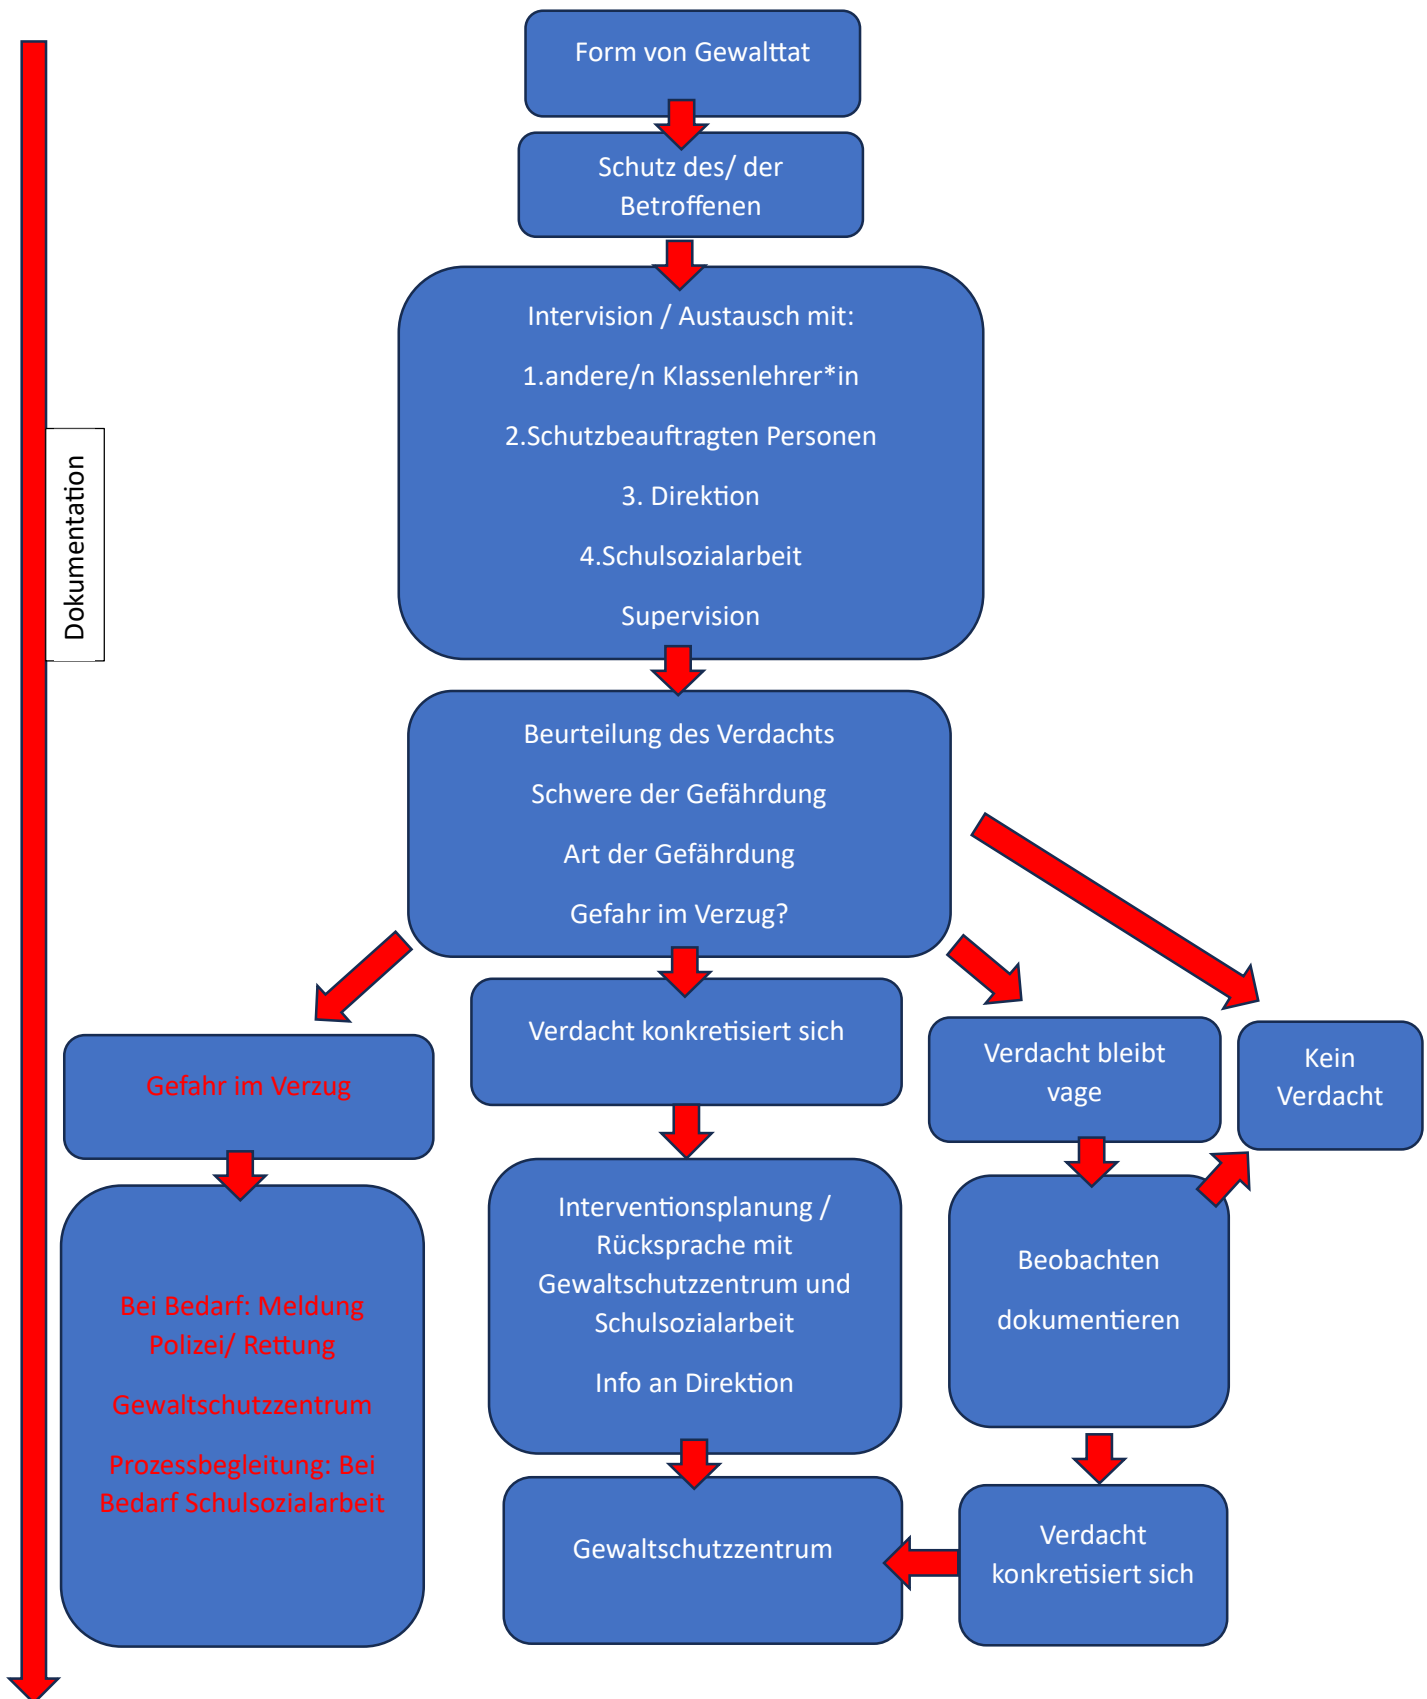 Form von Gewalttat
Schutz des/ der
Betroffenen
Intervision / Austausch mit:
1.andere/n Klassenlehrer*in
2.Schutzbeauftragten Personen
3. Direktion
4.Schulsozialarbeit
Supervision
Dokumentation
Beurteilung des Verdachts
Schwere der Gefährdung
Art der Gefährdung
Gefahr im Verzug?
Gefahr im Verzug
Verdacht konkretisiert sich
Verdacht bleibt
vage
Kein
Verdacht
Bei Bedarf: Meldung
Polizei/ Rettung
Gewaltschutzzentrum
Prozessbegleitung: Bei
Bedarf Schulsozialarbeit
Interventionsplanung /
Rücksprache mit
Gewaltschutzzentrum und
Schulsozialarbeit
Info an Direktion
Beobachten
dokumentieren
Gewaltschutzzentrum
Verdacht
konkretisiert sich